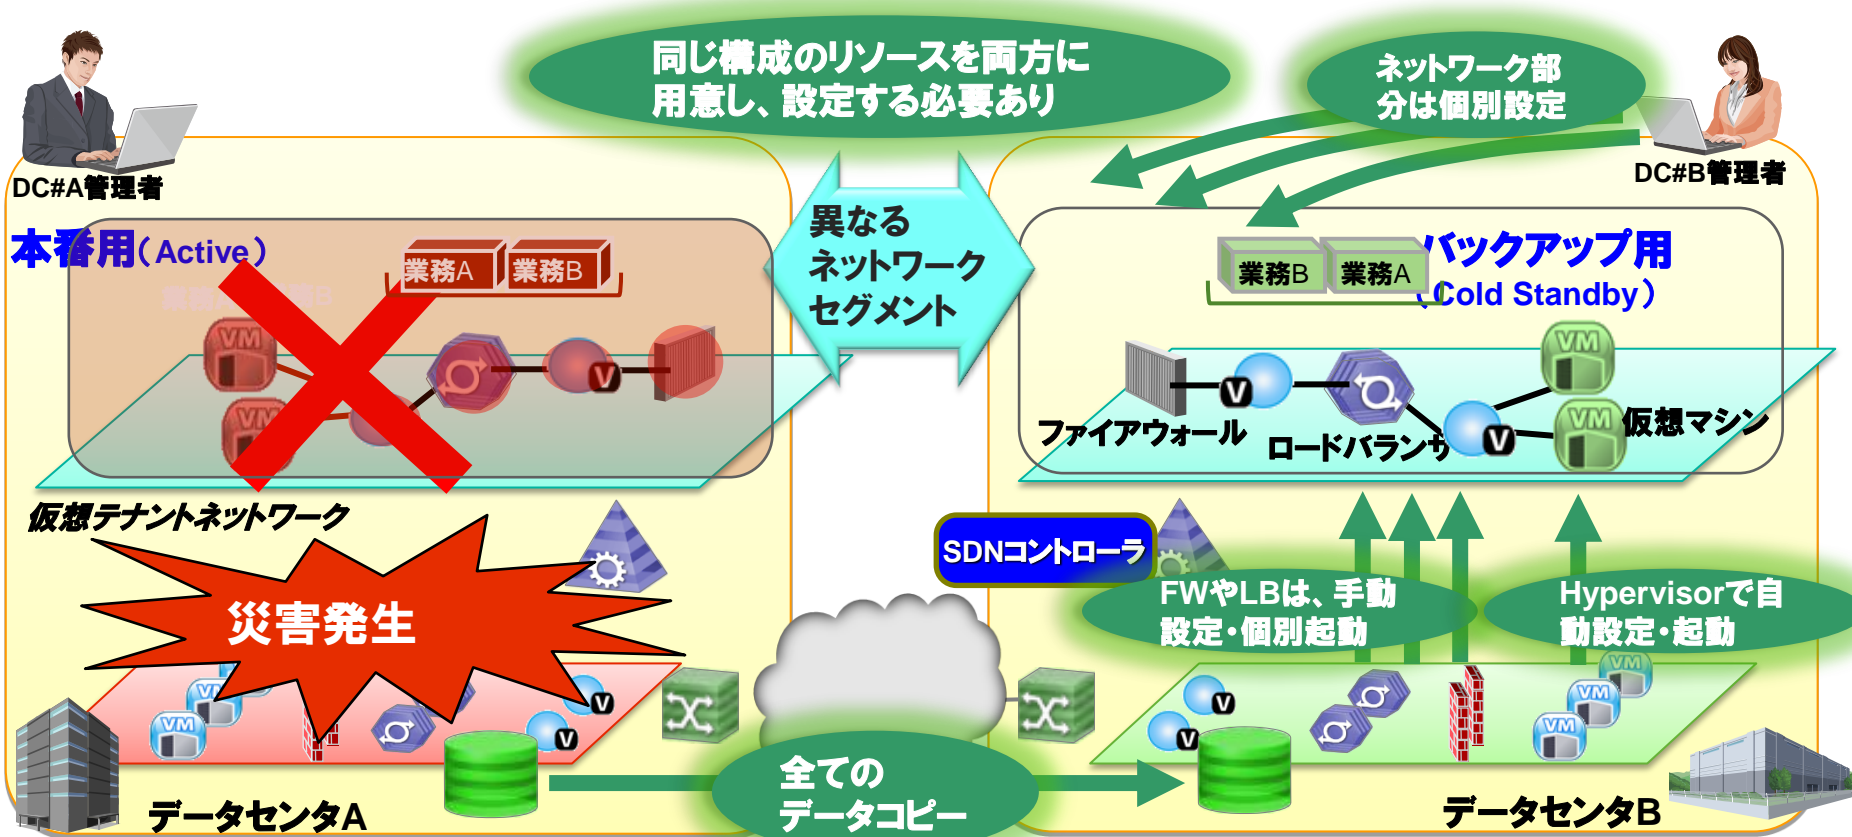 同じ構成のリソースを両方に
用意し、設定する必要あり
ネットワーク部
分は個別設定
DC#A管理者
DC#B管理者
本番用（Active）
業務A
業務B
異なる
ネットワーク
セグメント
バックアップ用
（Cold Standby）
業務B
業務A
VM
VM
V
V
VM
VM
V
ファイアウォール
ロードバランサ
仮想マシン
仮想テナントネットワーク
SDNコントローラ
災害発生
FWやLBは、手動
設定・個別起動
Hypervisorで自
動設定・起動
VM
VM
V
V
V
V
VM
VM
VM
全ての
データコピー
データセンタA
データセンタB